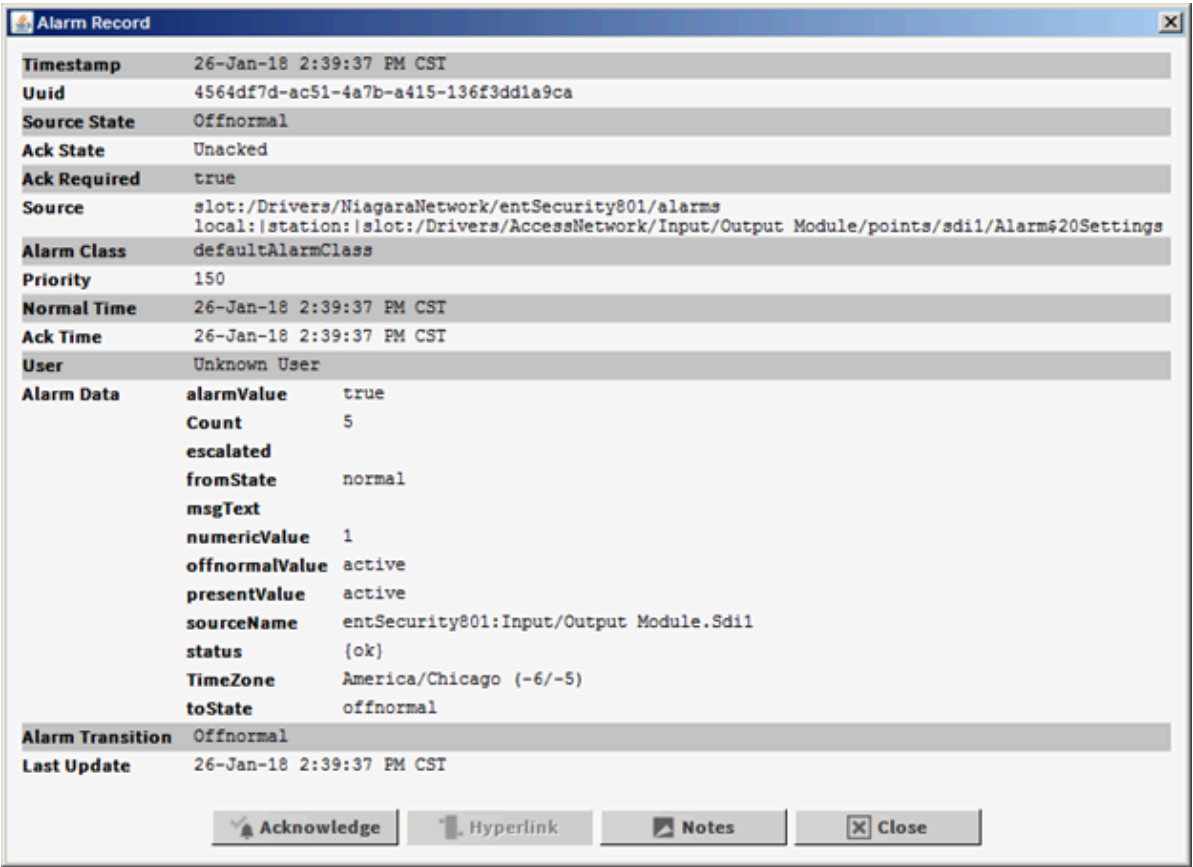 Alarm Record
Timestamp 26-Jan-18 2:39:37 PM CST
Uuid 4564df7d-ac51-4a7b-a415-136f3dd1a9ca
Source State Offnormal
Ack State Unacked
Ack Required true
Source slot:/Drivers/NiagaraNetwork/entSecurity801/alarms
local:|station:|slot:/Drivers/AccessNetwork/Input/Output Module/points/sdi1/Alarm$20Settings
Alarm Class defaultAlarmClass
Priority 150
Normal Time 26-Jan-18 2:39:37 PM CST
Ack Time 26-Jan-18 2:39:37 PM CST
User Unknown User
Alarm Data alarmValue true
Count 5
escalated
fromState normal
msgText
numericValue 1
offnormalValue active
presentValue active
sourceName entSecurity801:Input/Output Module.Sdi1
status {ok}
TimeZone America/Chicago (-6/-5)
toState offnormal
Alarm Transition Offnormal
Last Update 26-Jan-18 2:39:37 PM CST
Acknowledge Hyperlink Notes Close